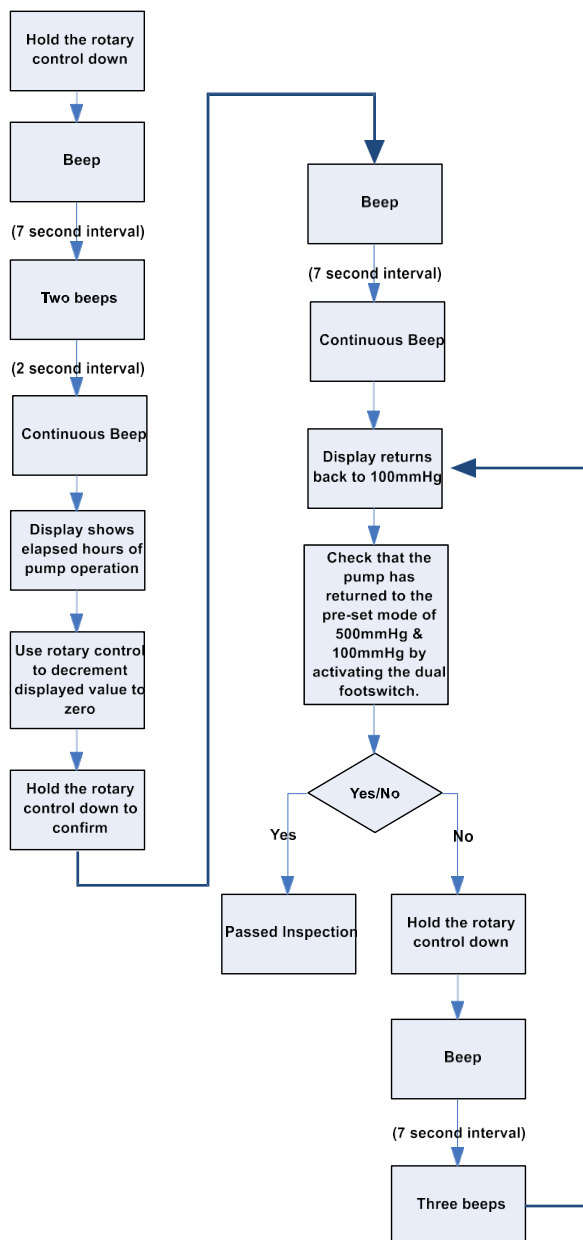 Hold the rotary
control down
Beep
(7 second interval)
Two beeps
(2 second interval)
Continuous Beep
Display shows
elapsed hours of
pump operation
Use rotary control
to decrement
displayed value to
zero
Hold the rotary
control down to
confirm
Beep
(7 second interval)
Continuous Beep
Display returns
back to 100mmHg
Check that the
pump has
returned to the
pre-set mode of
500mmHg &
100mmHg by
activating the dual
footswitch.
Yes/No
Yes
No
Passed Inspection
Hold the rotary
control down
Beep
(7 second interval)
Three beeps